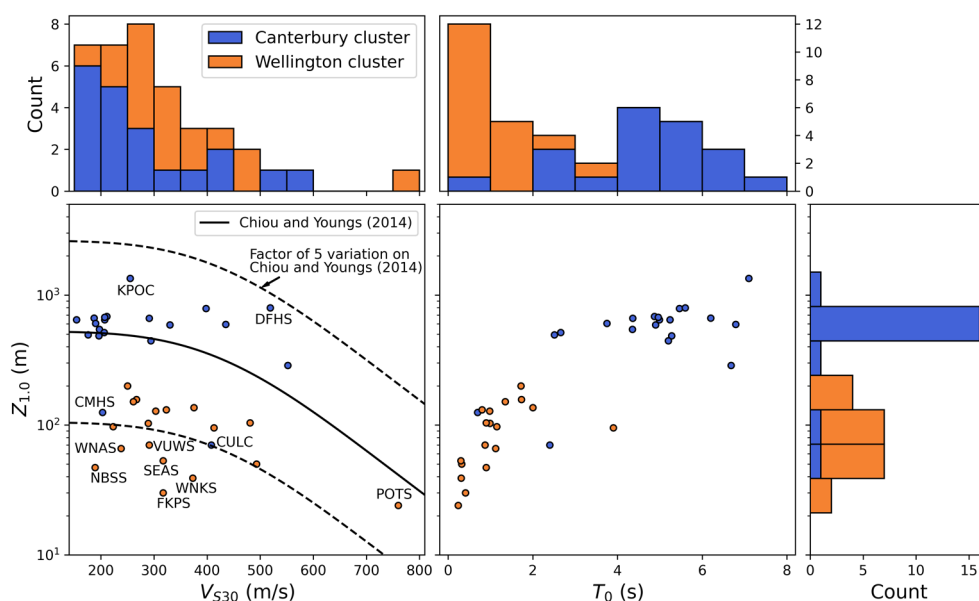 8
6
4
2
0
Count
Canterbury cluster
Wellington cluster
12
10
8
6
4
2
0
Chiou and Youngs (2014)
Factor of 5 variation on
Chiou and Youngs (2014)
KPOC
DFHS
CMHS
WNAS
VUWS
CULC
NBSS
SEAS
WNKS
FKPS
POTS
10³
10²
10¹
Z₁.₀ (m)
200 300 400 500 600 700 800
V_S30 (m/s)
0 2 4 6 8
T₀ (s)
0 5 10 15
Count